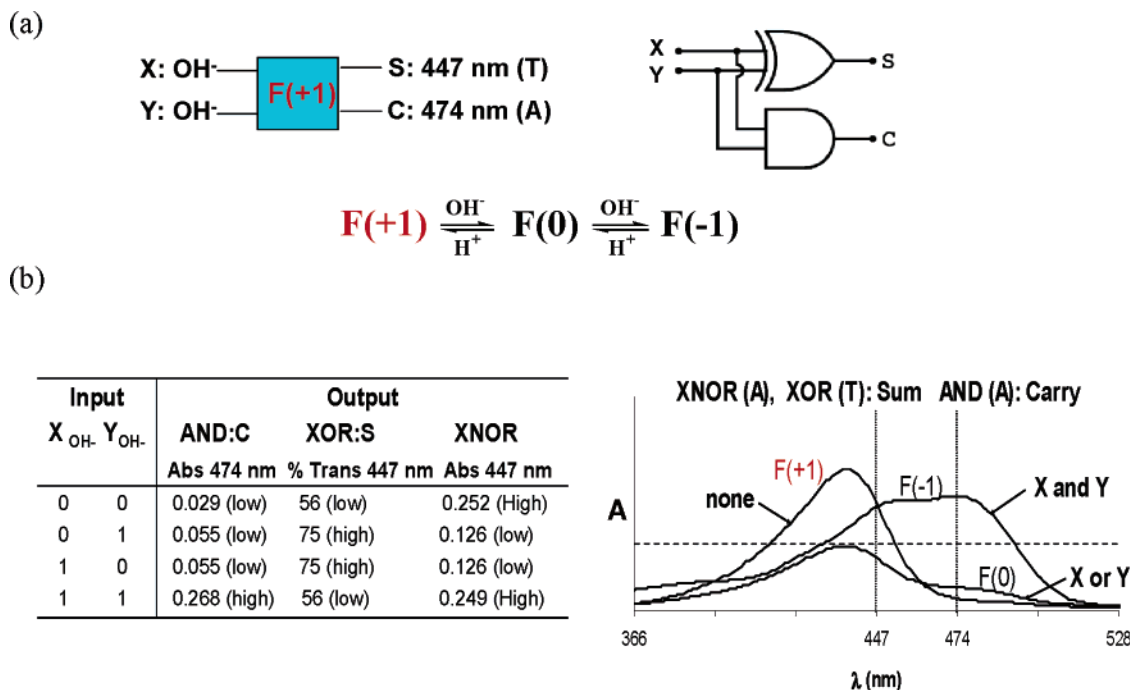 (a)
X: OH-
Y: OH-
F(+1)
S: 447 nm (T)
C: 474 nm (A)
X
Y
S
C
F(+1) OH- H+ F(0) OH- H+ F(-1)
(b)
Input Output
X OH- Y OH- AND:C XOR:S XNOR
Abs 474 nm % Trans 447 nm Abs 447 nm
0 0 0.029 (low) 56 (low) 0.252 (High)
0 1 0.055 (low) 75 (high) 0.126 (low)
1 0 0.055 (low) 75 (high) 0.126 (low)
1 1 0.268 (high) 56 (low) 0.249 (High)
XNOR (A), XOR (T): Sum AND (A): Carry
F(+1)
none
F(-1)
X and Y
A
F(0)
X or Y
366 447 474 528
λ (nm)